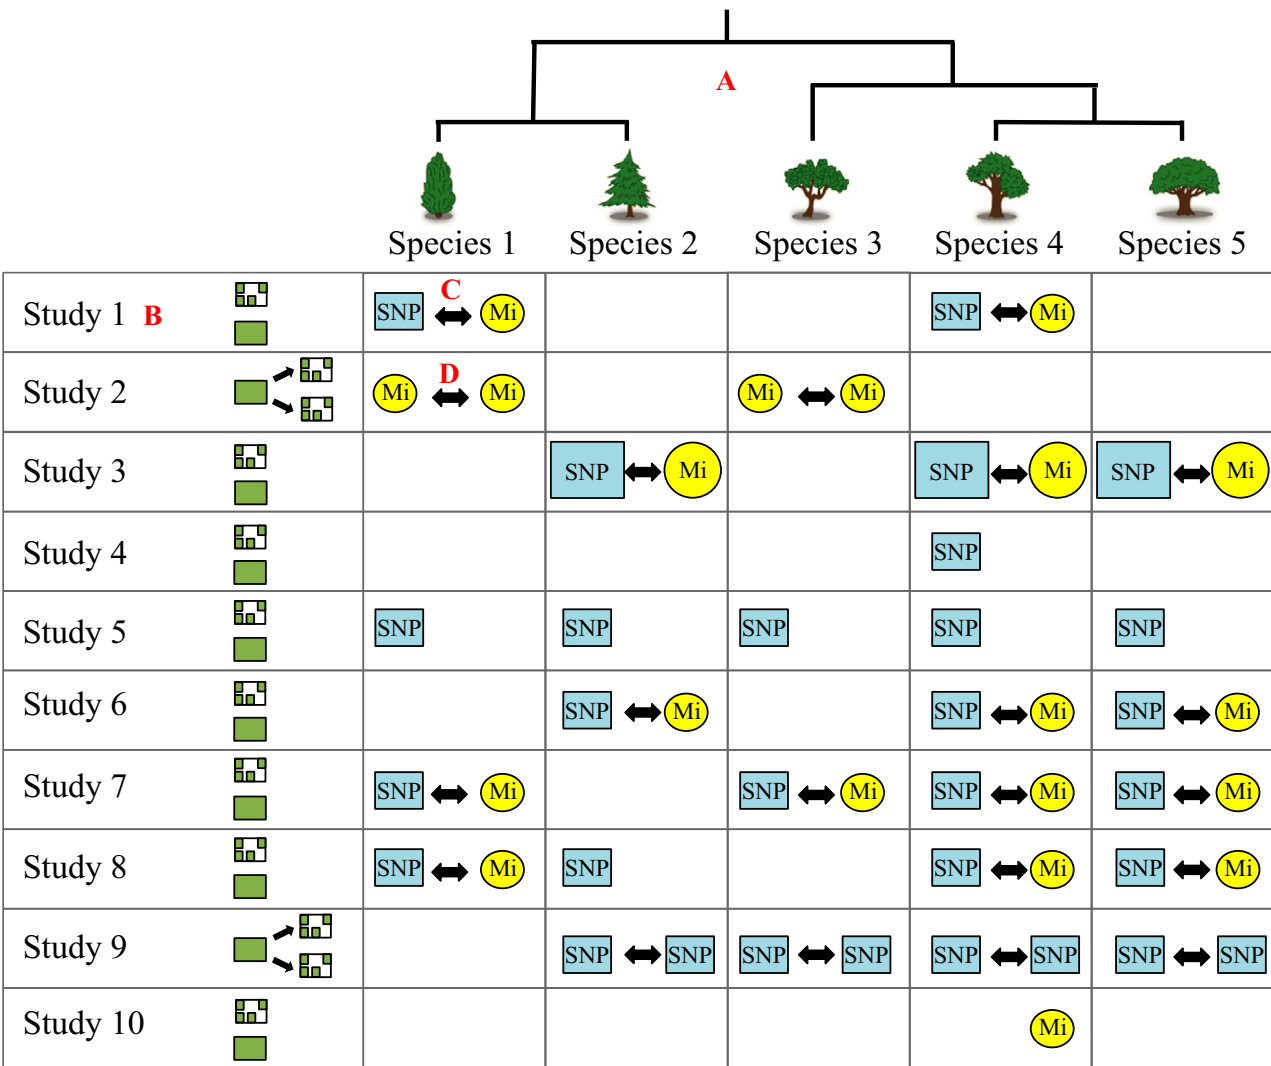 A
Species 1 Species 2 Species 3 Species 4 Species 5
Study 1 B SNP C Mi SNP Mi
Study 2 Mi D Mi Mi Mi
Study 3 SNP Mi SNP Mi SNP Mi
Study 4 SNP
Study 5 SNP SNP SNP SNP SNP
Study 6 SNP Mi SNP Mi SNP Mi
Study 7 SNP Mi SNP Mi SNP Mi SNP Mi
Study 8 SNP Mi SNP SNP Mi SNP Mi
Study 9 SNP SNP SNP SNP SNP SNP SNP SNP
Study 10 Mi